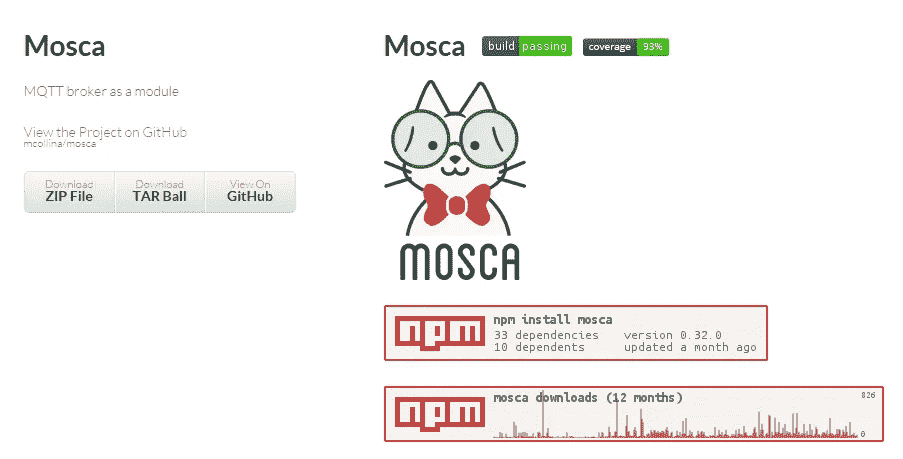 Mosca
MQTT broker as a module
View the Project on GitHub
mcollina/mosca
Download
ZIP File
Download
TAR Ball
View On
GitHub
Mosca
build passing
coverage 93%
MOSCA
npm
npm install mosca
33 dependencies version 0.32.0
10 dependents updated a month ago
npm
mosca downloads (12 months)
826
0